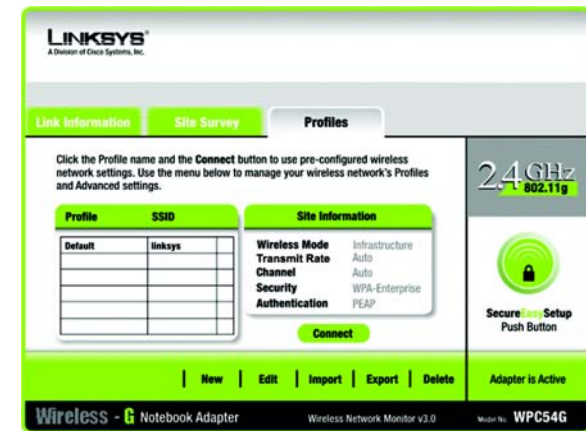 LINKSYS®
A Division of Cisco Systems, Inc.
Link Information
Site Survey
Profiles
Click the Profile name and the Connect button to use pre-configured wireless
network settings. Use the menu below to manage your wireless network's Profiles
and Advanced settings.
Profile SSID
Default linksys
Site Information
Wireless Mode Infrastructure
Transmit Rate Auto
Channel Auto
Security WPA-Enterprise
Authentication PEAP
Connect
2.4GHz
802.11g
SecureEasySetup
Push Button
New Edit Import Export Delete
Adapter is Active
Wireless - G Notebook Adapter
Wireless Network Monitor v3.0
Model No. WPC54G